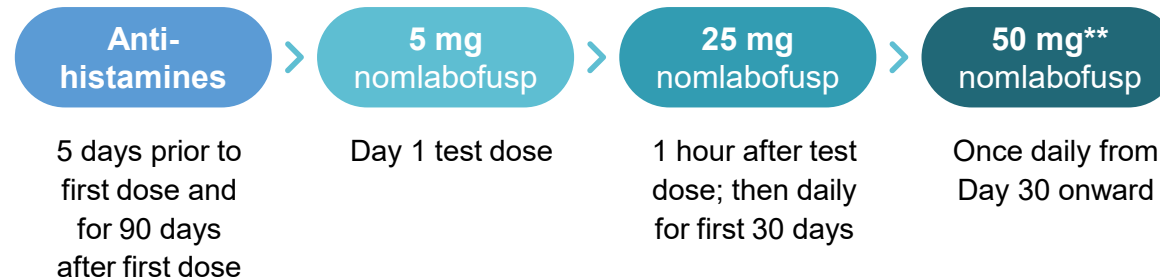 Anti-
histamines
5 days prior to
first dose and
for 90 days
after first dose
5 mg
nomlabofusp
Day 1 test dose
25 mg
nomlabofusp
1 hour after test
dose; then daily
for first 30 days
50 mg**
nomlabofusp
Once daily from
Day 30 onward